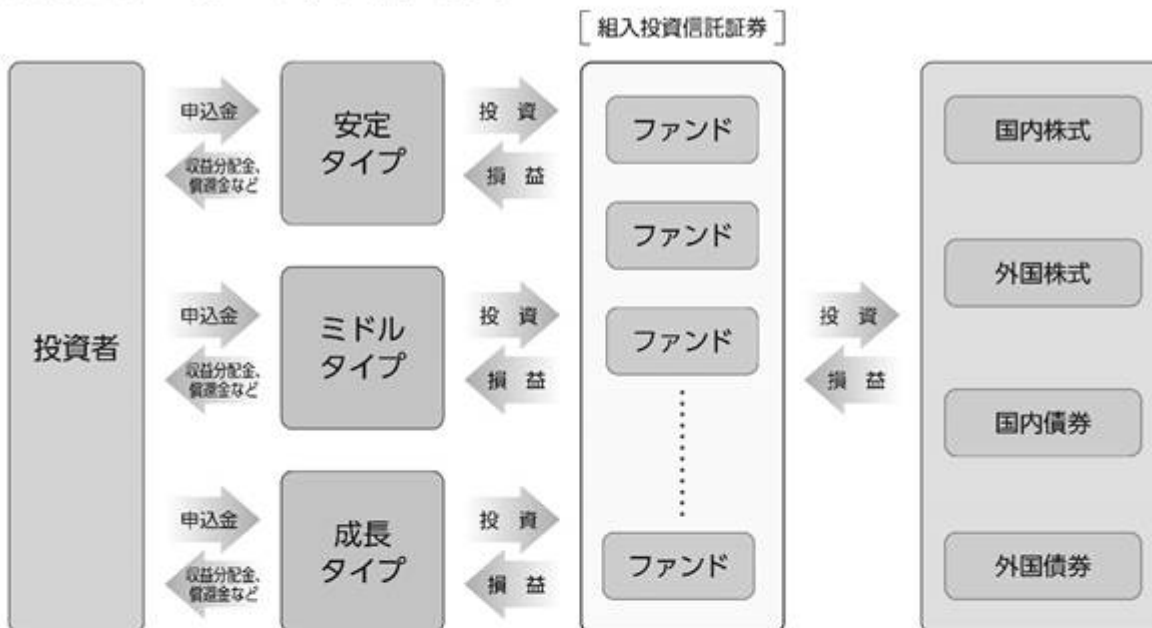 組入投資信託証券
投資者
申込金
収益分配金、
償還金など
安定
タイプ
投 資
損 益
申込金
収益分配金、
償還金など
ミドル
タイプ
投 資
損 益
申込金
収益分配金、
償還金など
成長
タイプ
投 資
損 益
ファンド
ファンド
ファンド
ファンド
投 資
損 益
国内株式
外国株式
国内債券
外国債券